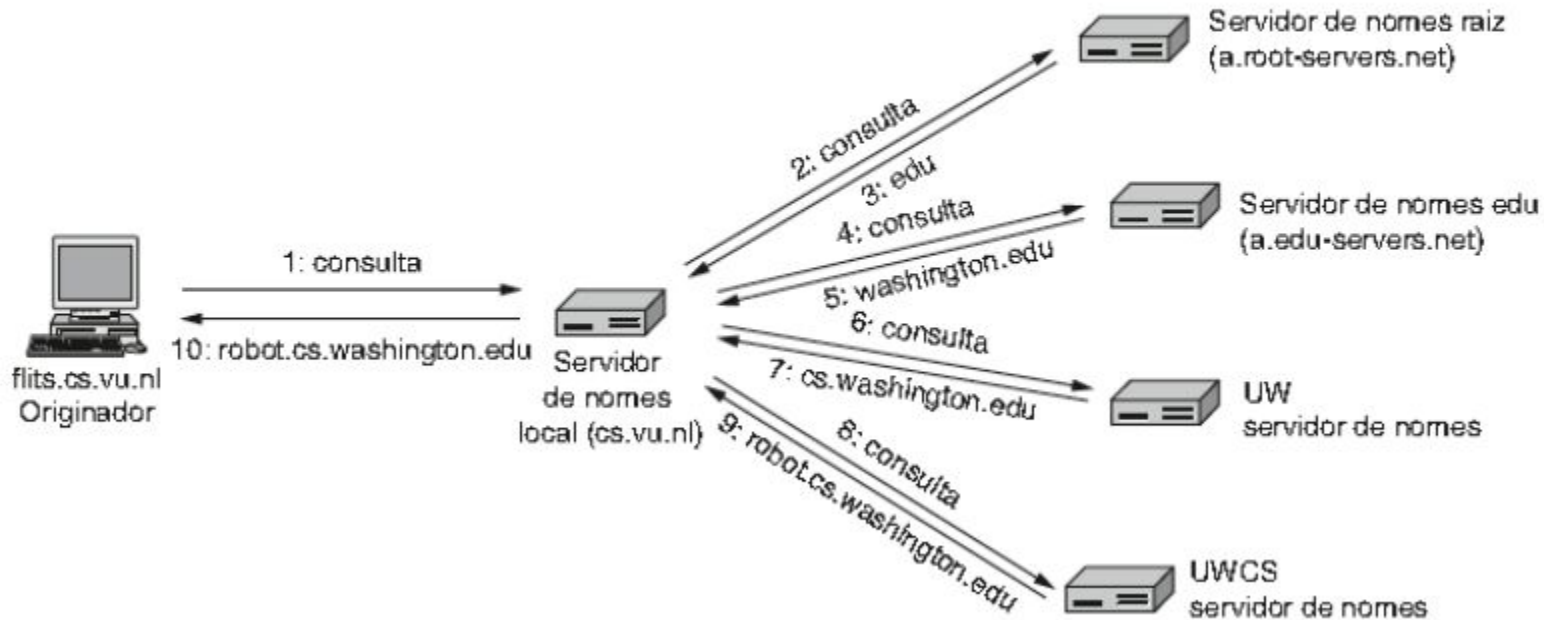 Servidor de nomes raiz
(a.root-servers.net)
2: consulta
3: edu
4: consulta
Servidor de nomes edu
(a.edu-servers.net)
5: washington.edu
1: consulta
6: consulta
10: robot.cs.washington.edu
7: cs.washington.edu
flits.cs.vu.nl
Originador
Servidor
de nomes
local (cs.vu.nl)
UW
servidor de nomes
8: consulta
9: robot.cs.washington.edu
UWCS
servidor de nomes